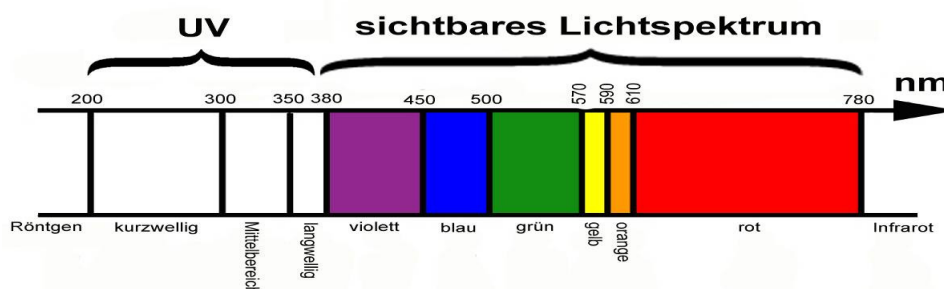 UV sichtbares Lichtspektrum
nm
200 300 350 380 450 500 570 590 610 780
Röntgen kurzwellig Mittelbereich langwellig violett blau grün gelb orange rot Infrarot